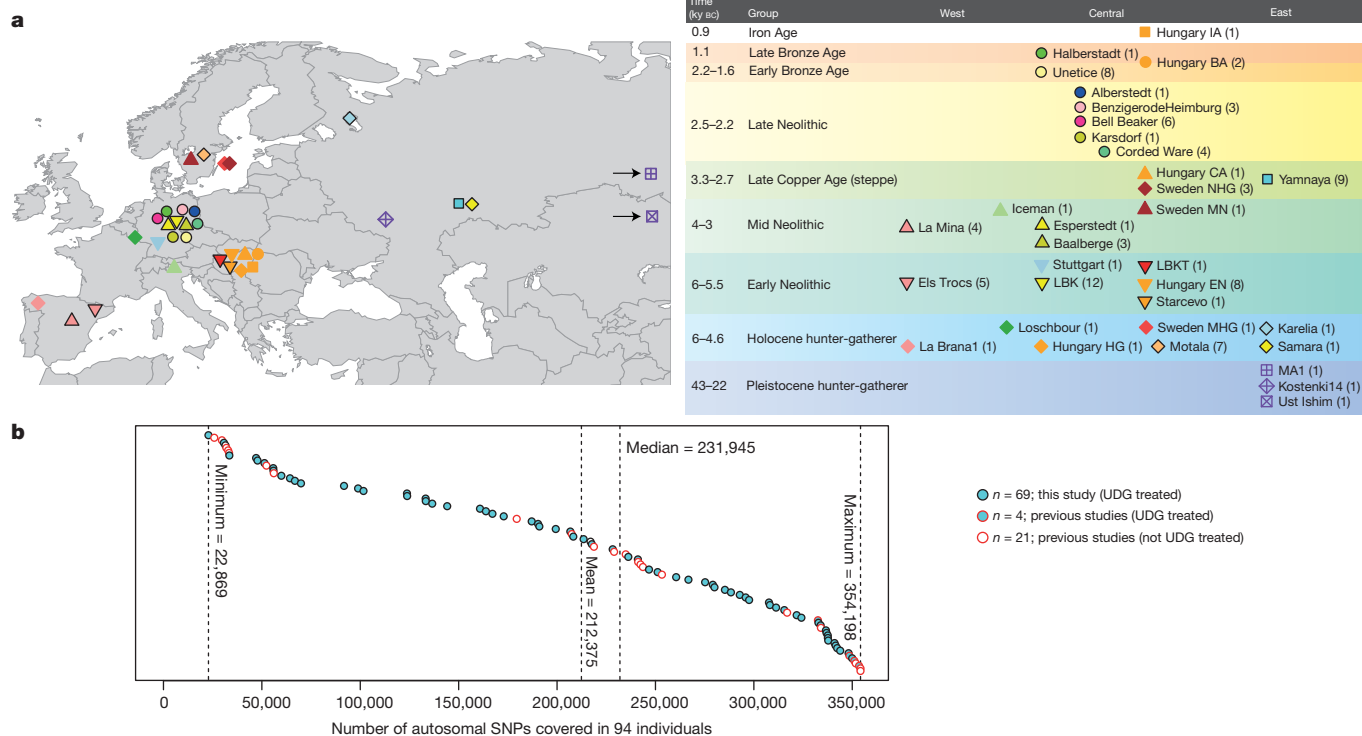 a
Time
(ky BC) Group West Central East
0.9 Iron Age Hungary IA (1)
1.1 Late Bronze Age Halberstadt (1)
Hungary BA (2)
2.2–1.6 Early Bronze Age Unetice (8)
Alberstedt (1)
BenzigerodeHeimburg (3)
2.5–2.2 Late Neolithic Bell Beaker (6)
Karsdorf (1)
Corded Ware (4)
3.3–2.7 Late Copper Age (steppe) Hungary CA (1) Yamnaya (9)
Sweden NHG (3)
Iceman (1) Sweden MN (1)
4–3 Mid Neolithic La Mina (4) Esperstedt (1)
Baalberge (3)
Stuttgart (1) LBKT (1)
6–5.5 Early Neolithic Els Trocs (5) LBK (12) Hungary EN (8)
Starcevo (1)
Loschbour (1) Sweden MHG (1) Karelia (1)
6–4.6 Holocene hunter-gatherer La Brana1 (1) Hungary HG (1) Motala (7) Samara (1)
MA1 (1)
43–22 Pleistocene hunter-gatherer Kostenki14 (1)
Ust Ishim (1)
b
Minimum = 22,869
Mean = 212,375
Median = 231,945
Maximum = 354,198
n = 69; this study (UDG treated)
n = 4; previous studies (UDG treated)
n = 21; previous studies (not UDG treated)
0 50,000 100,000 150,000 200,000 250,000 300,000 350,000
Number of autosomal SNPs covered in 94 individuals